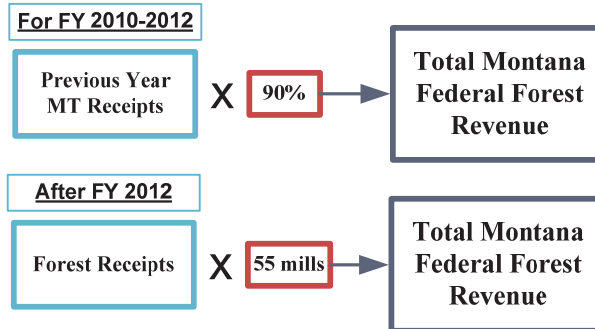 For FY 2010-2012
Previous Year
MT Receipts
X
90%
Total Montana
Federal Forest
Revenue
After FY 2012
Forest Receipts
X
55 mills
Total Montana
Federal Forest
Revenue